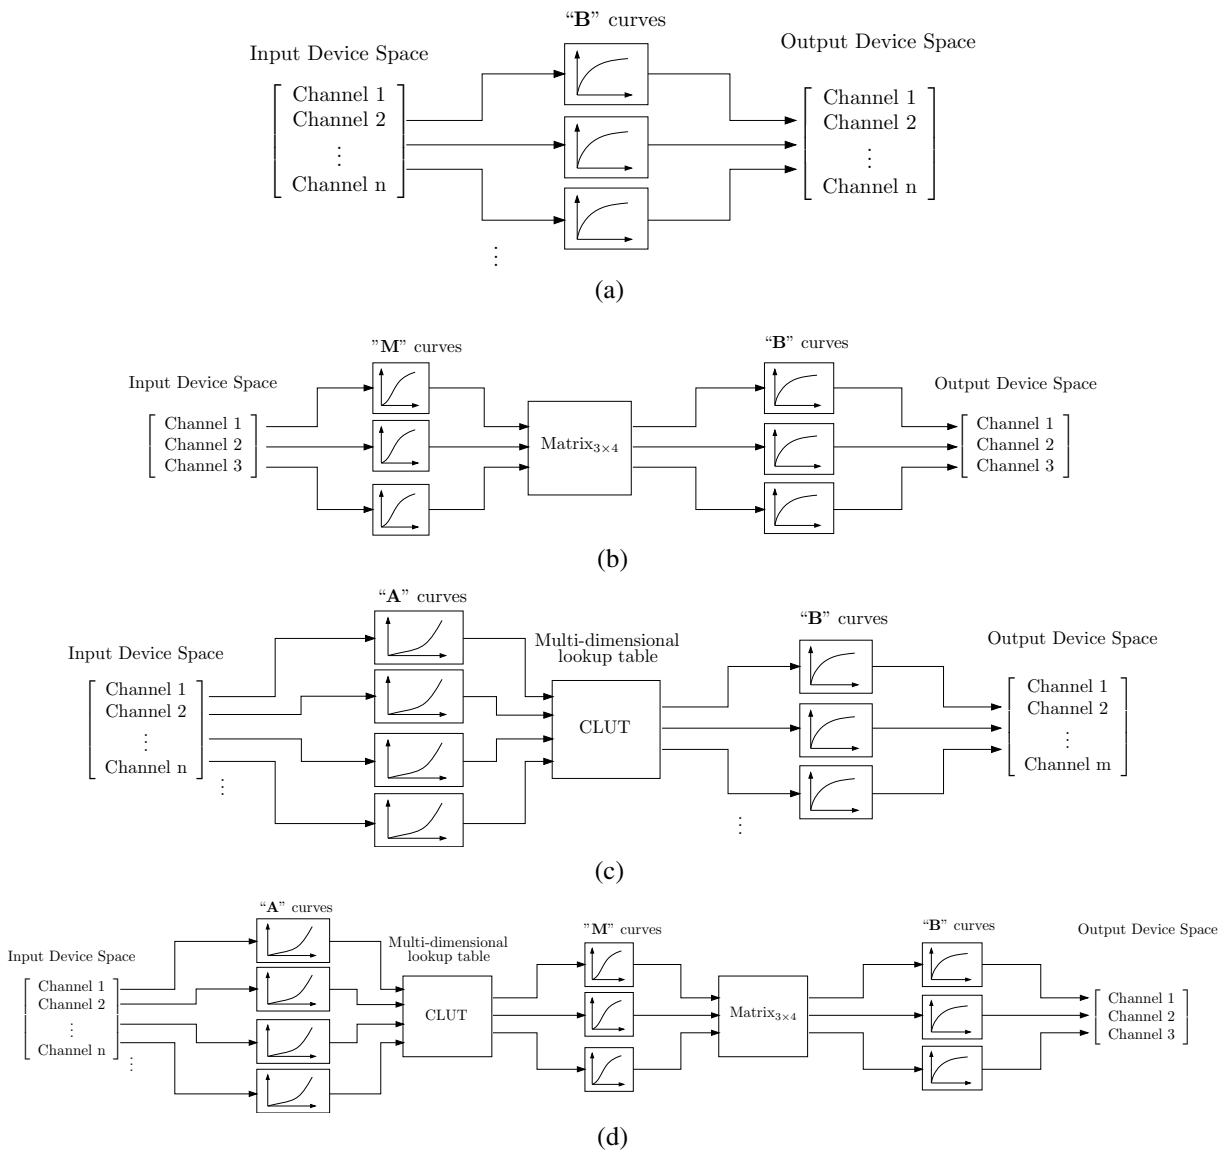 “B” curves
Input Device Space
Output Device Space
Channel 1
Channel 2
⋮
Channel n
Channel 1
Channel 2
⋮
Channel n
⋮
(a)
”M” curves
“B” curves
Input Device Space
Output Device Space
Channel 1
Channel 2
Channel 3
Matrix3×4
Channel 1
Channel 2
Channel 3
(b)
“A” curves
“B” curves
Multi-dimensional
lookup table
Input Device Space
Output Device Space
Channel 1
Channel 2
⋮
Channel n
⋮
CLUT
⋮
Channel 1
Channel 2
⋮
Channel m
(c)
“A” curves
”M” curves
“B” curves
Multi-dimensional
lookup table
Input Device Space
Output Device Space
Channel 1
Channel 2
⋮
Channel n
⋮
CLUT
Matrix3×4
Channel 1
Channel 2
Channel 3
(d)